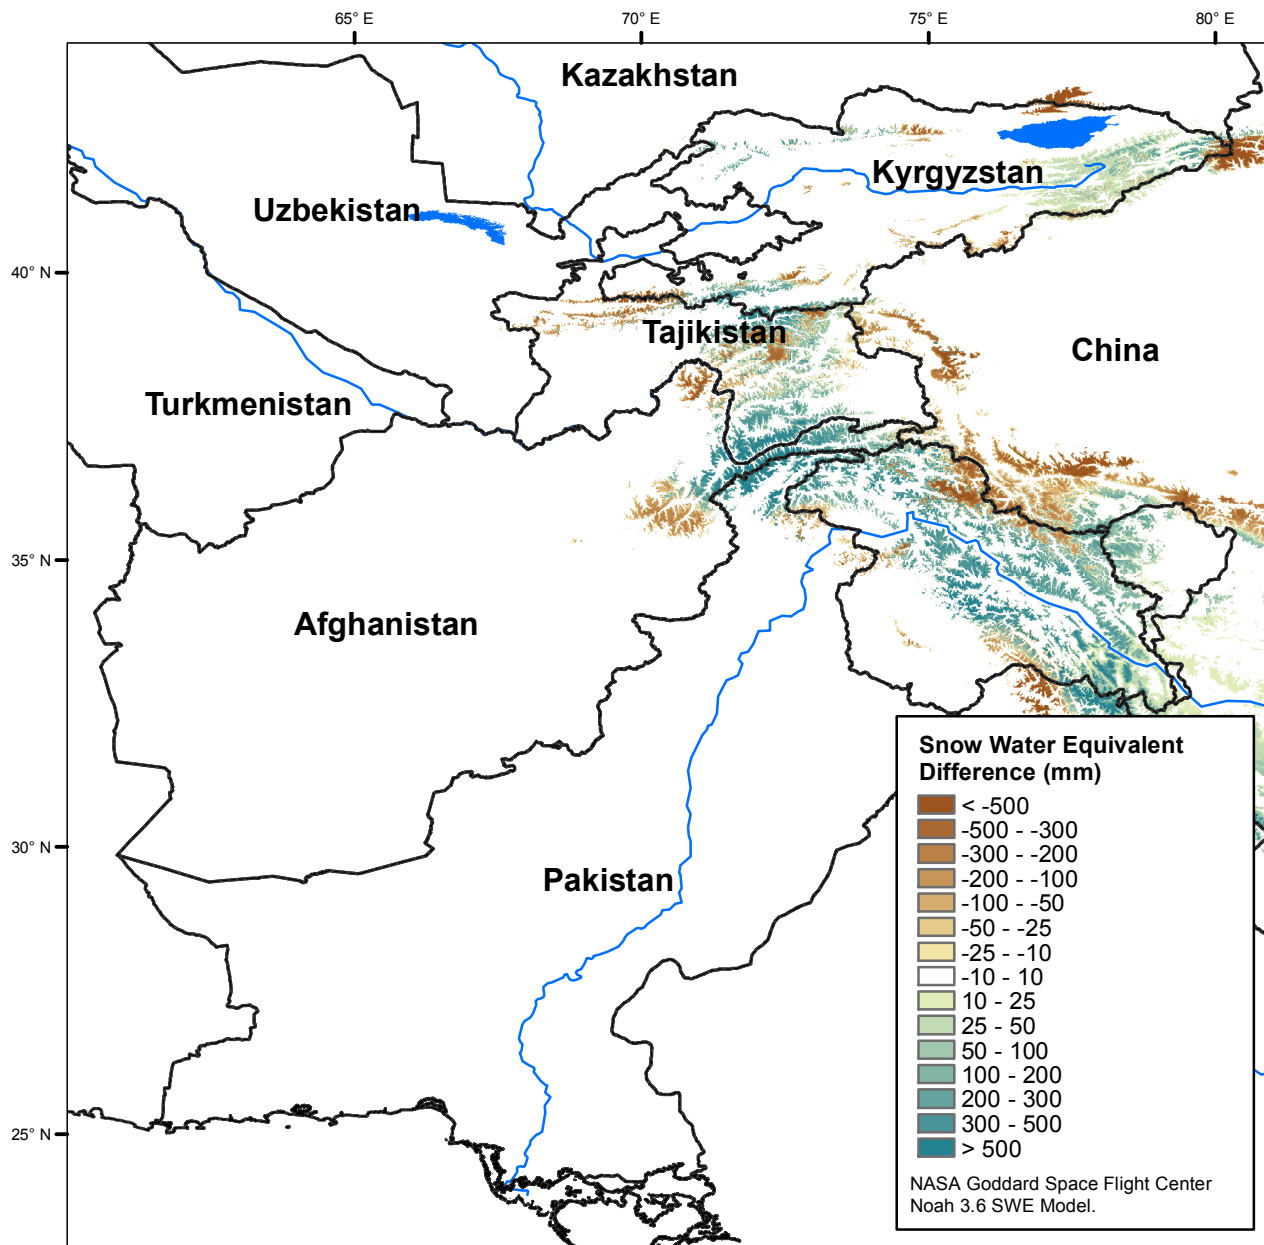 65° E
70° E
75° E
80° E
Kazakhstan
Kyrgyzstan
Uzbekistan
40° N
Tajikistan
China
Turkmenistan
35° N
Afghanistan
30° N
Pakistan
25° N
Snow Water Equivalent
Difference (mm)
< -500
-500 - -300
-300 - -200
-200 - -100
-100 - -50
-50 - -25
-25 - -10
-10 - 10
10 - 25
25 - 50
50 - 100
100 - 200
200 - 300
300 - 500
> 500
NASA Goddard Space Flight Center
Noah 3.6 SWE Model.